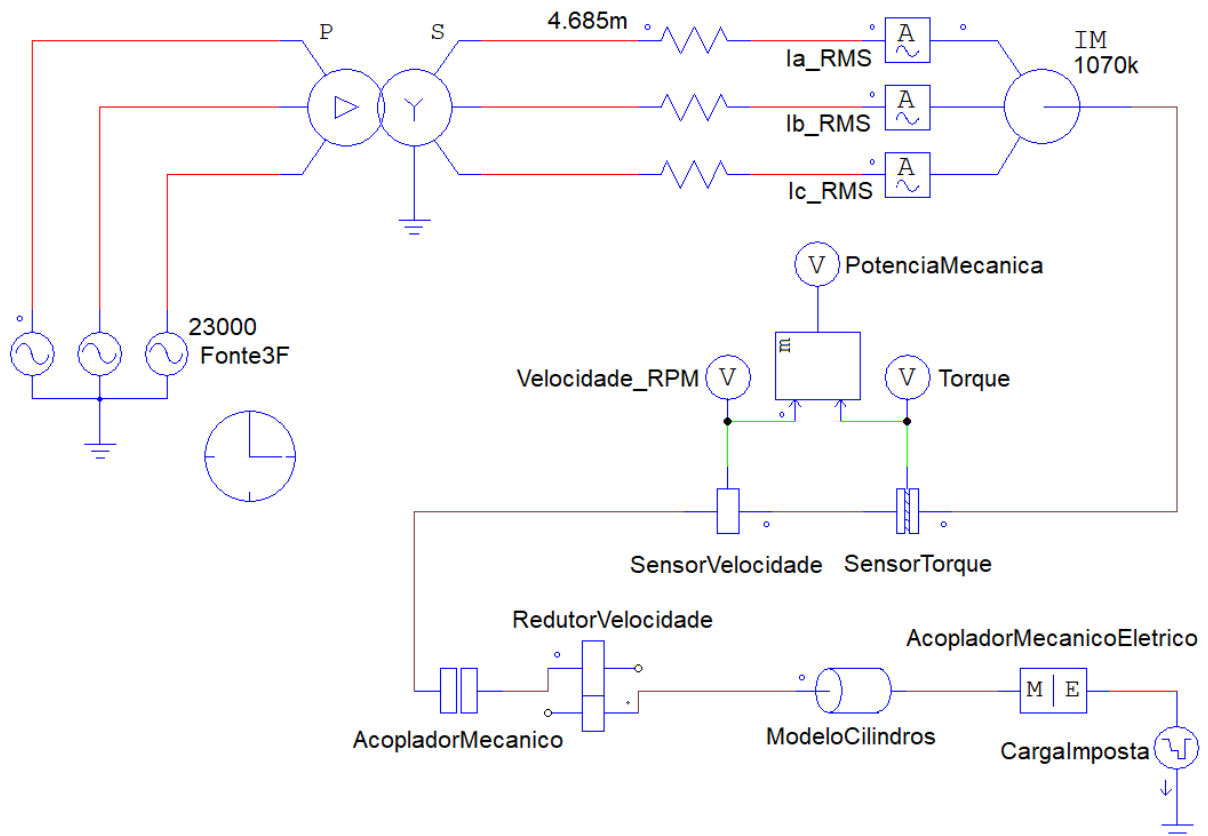 P
S
4.685m
A
Ia_RMS
IM
1070k
A
Ib_RMS
A
Ic_RMS
V
PotenciaMecanica
23000
Fonte3F
m
Velocidade_RPM
V
V
Torque
SensorVelocidade
SensorTorque
RedutorVelocidade
AcopladorMecanicoEletrico
M E
AcopladorMecanico
ModeloCilindros
CargaImposta